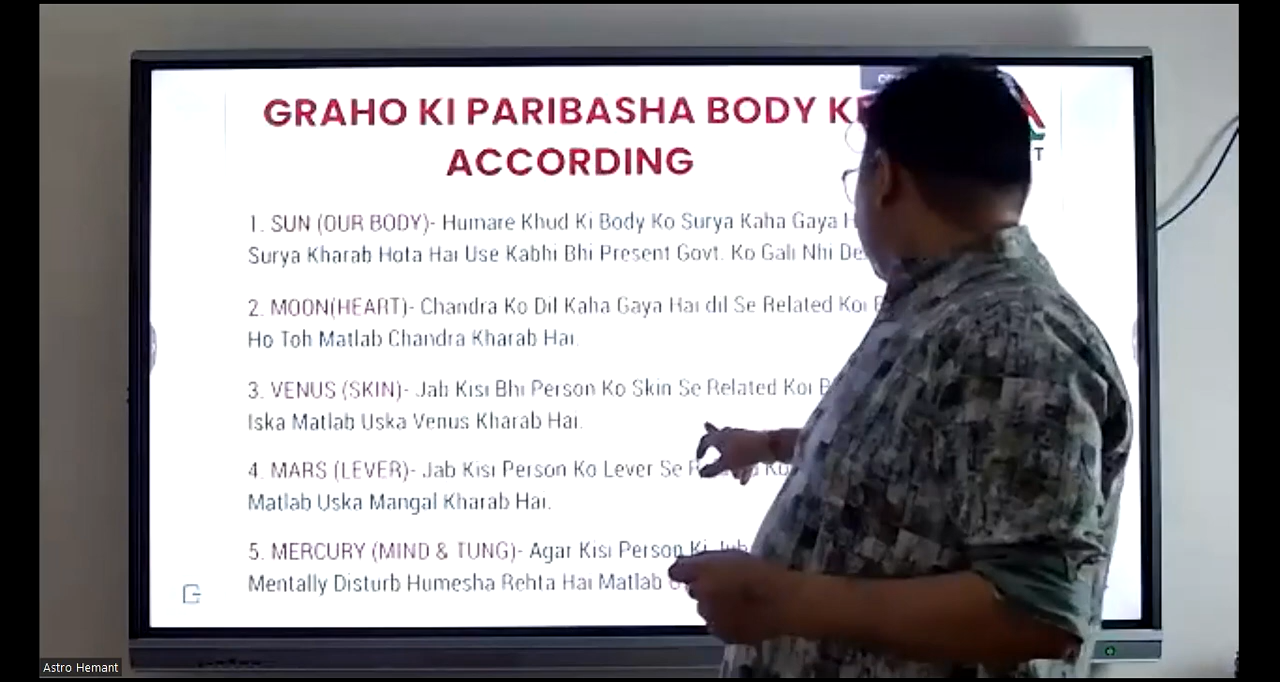 GRAHO KI PARIBASHA BODY
ACCORDING
1. SUN (OUR BODY)- Humare Khud Ki Body Ko Surya Kaha Gaya
Surya Kharab Hota Hai Use Kabhi Bhi Present Govt. Ko Gali Nhi
2. MOON(HEART)- Chandra Ko Dil Kaha Gaya Hai dil Se Related Koi
Ho Toh Matlab Chandra Kharab Hai.
3. VENUS (SKIN)- Jab Kisi Bhi Person Ko Skin Se Related Koi
Iska Matlab Uska Venus Kharab Hai.
4. MARS (LEVER)- Jab Kisi Person Ko Lever Se
Matlab Uska Mangal Kharab Hai.
5. MERCURY (MIND & TUNG)- Agar Kisi Person Ki
Mentally Disturb Humesha Rehta Hai Matlab
Astro Hemant